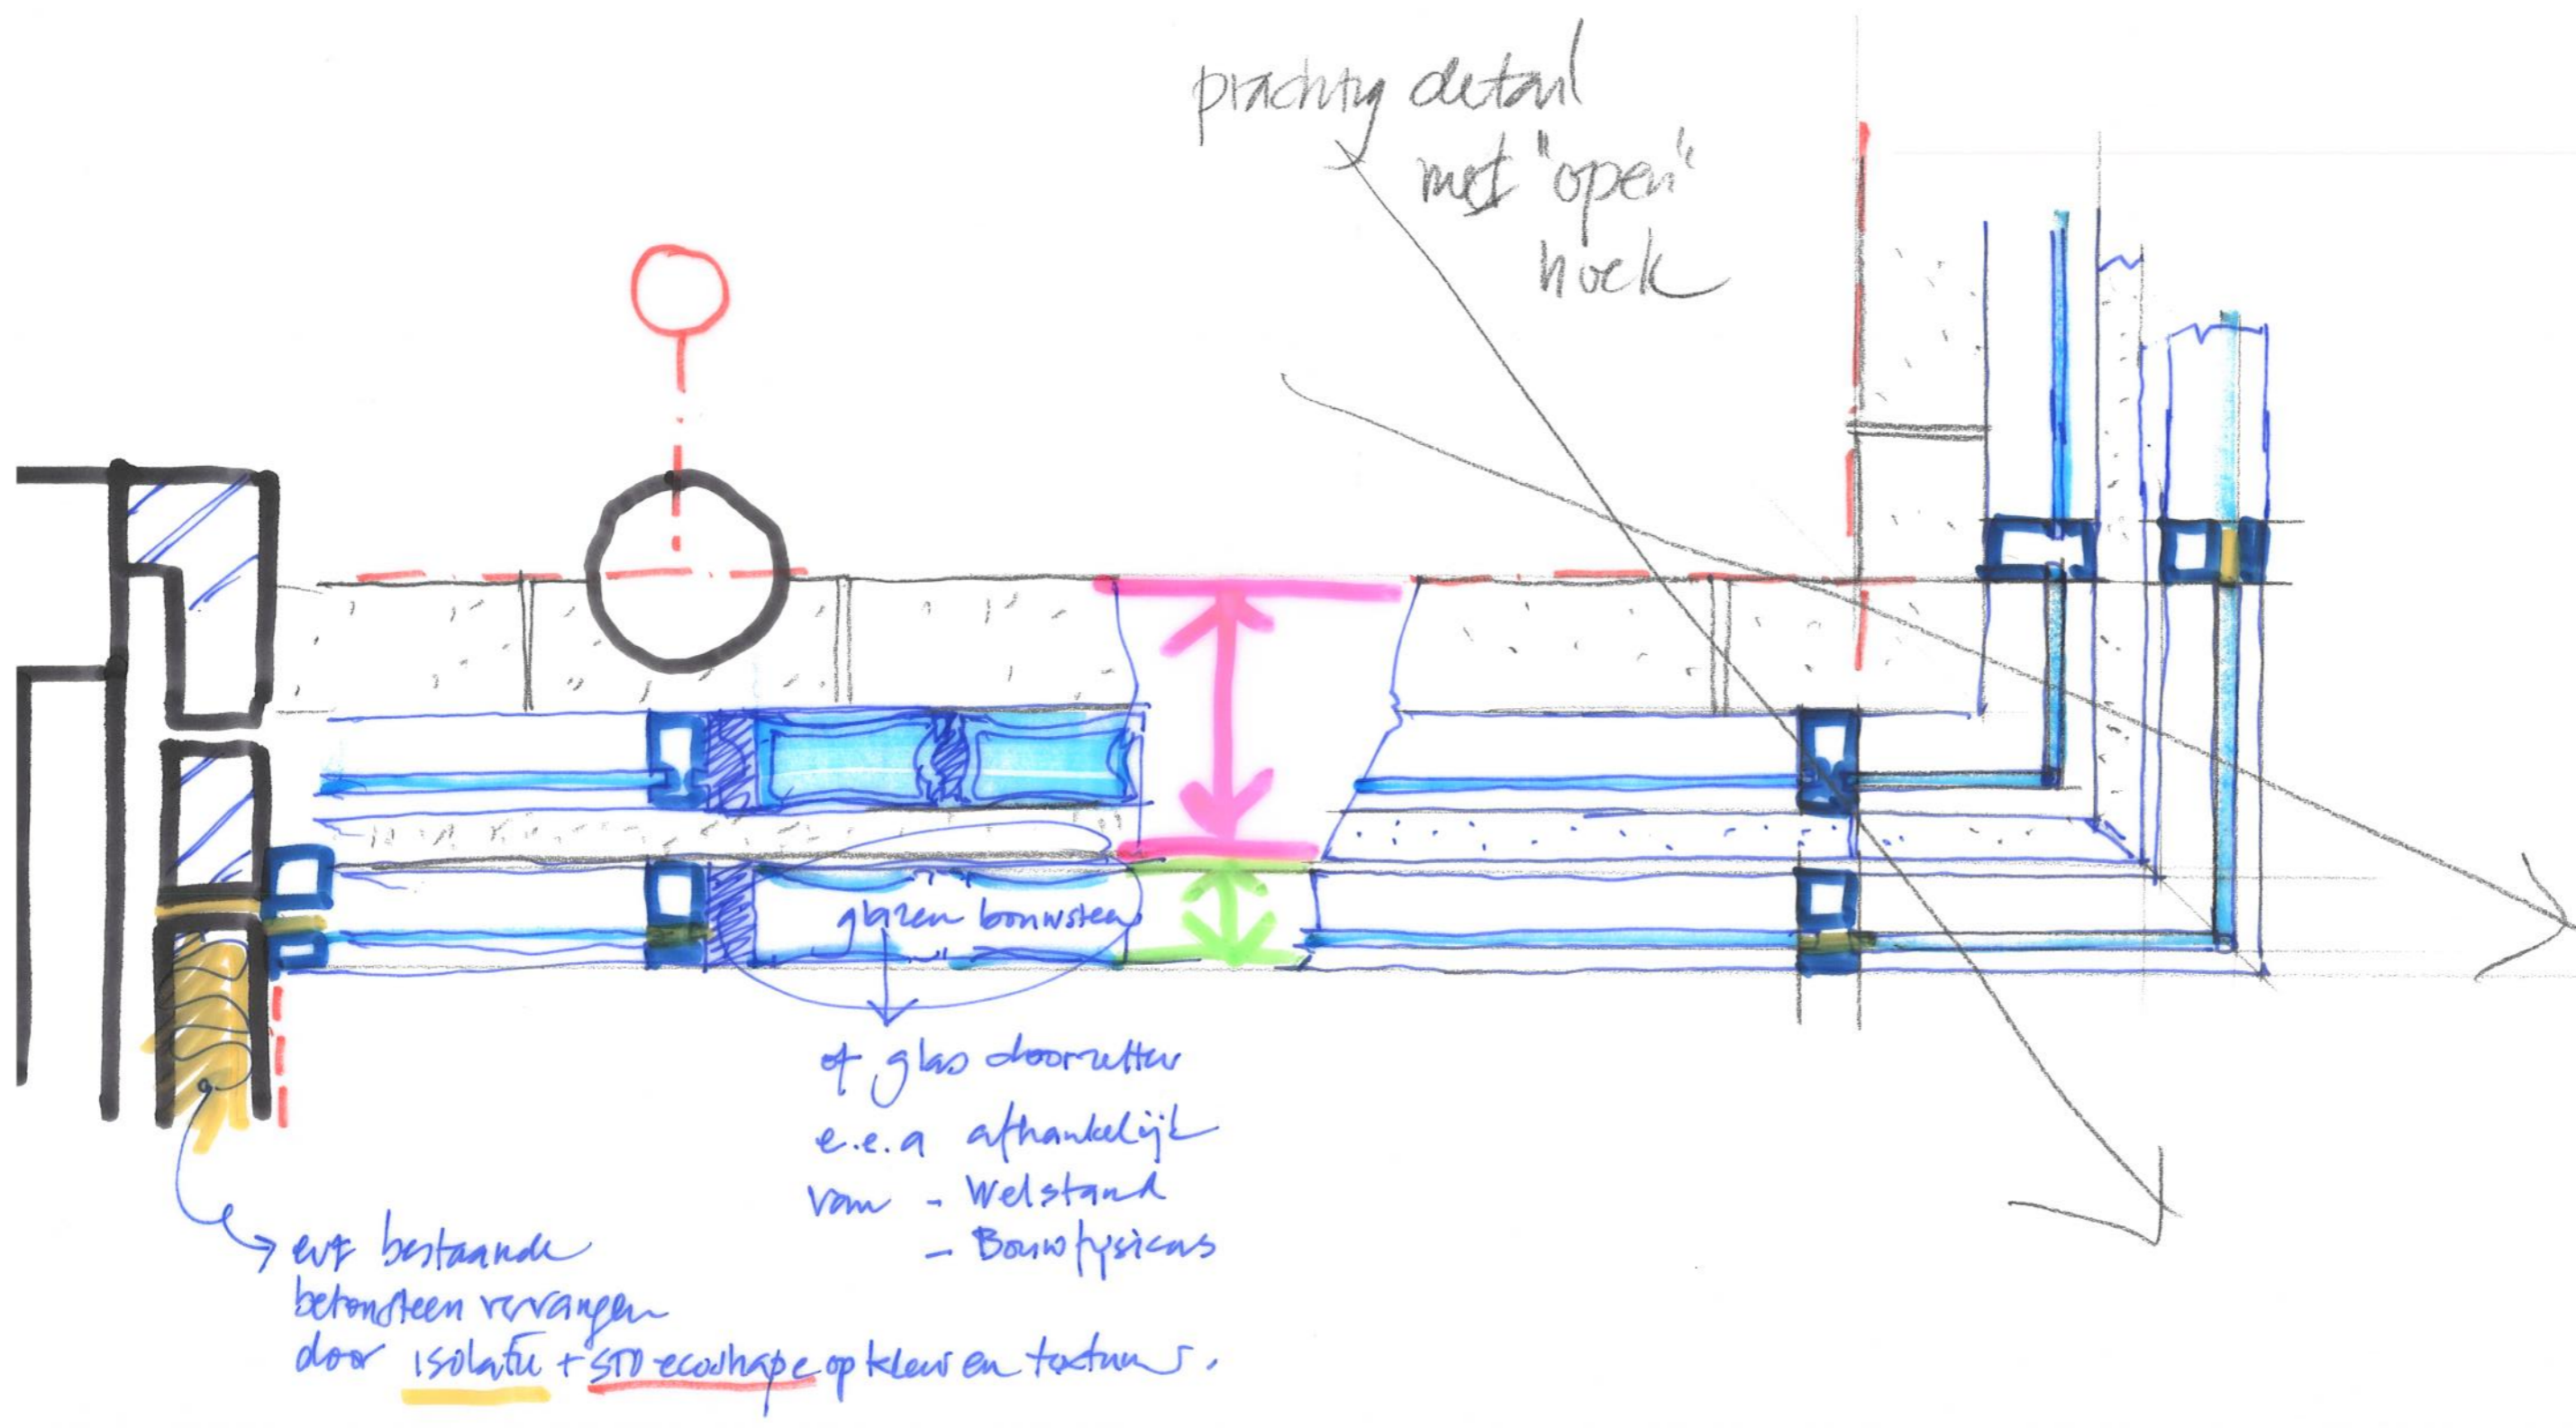 prachtig detail
met "open"
hoek
glazen bouwsteen
of glas doorzetten
e.e.a afhankelijk
van - Welstand
- Bouwfysicus
evt bestaande
betonsteen vervangen
door isolatie + STO-ecoshape op kleur en textuur.